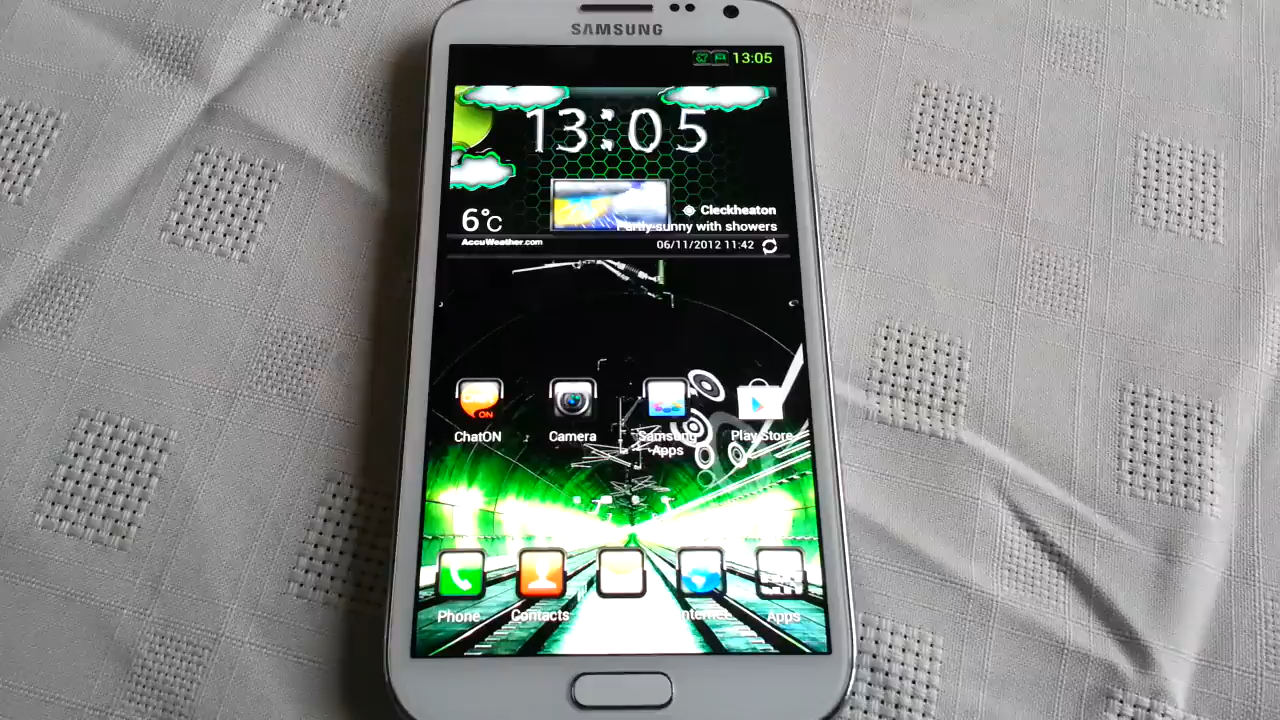 SAMSUNG
13:05
13:05
6°C
Cleckheaton
Partly sunny with showers
AccuWeather.com
06/11/2012 11:42
ON
ChatON
Camera
Samsung
Apps
Play Store
Phone
Contacts
Internet
Apps